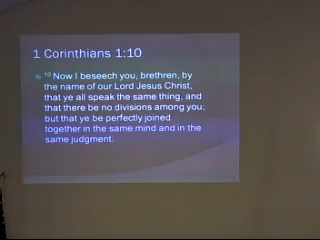 1 Corinthians 1:10
10 Now I beseech you, brethren, by
the name of our Lord Jesus Christ,
that ye all speak the same thing, and
that there be no divisions among you;
but that ye be perfectly joined
together in the same mind and in the
same judgment.